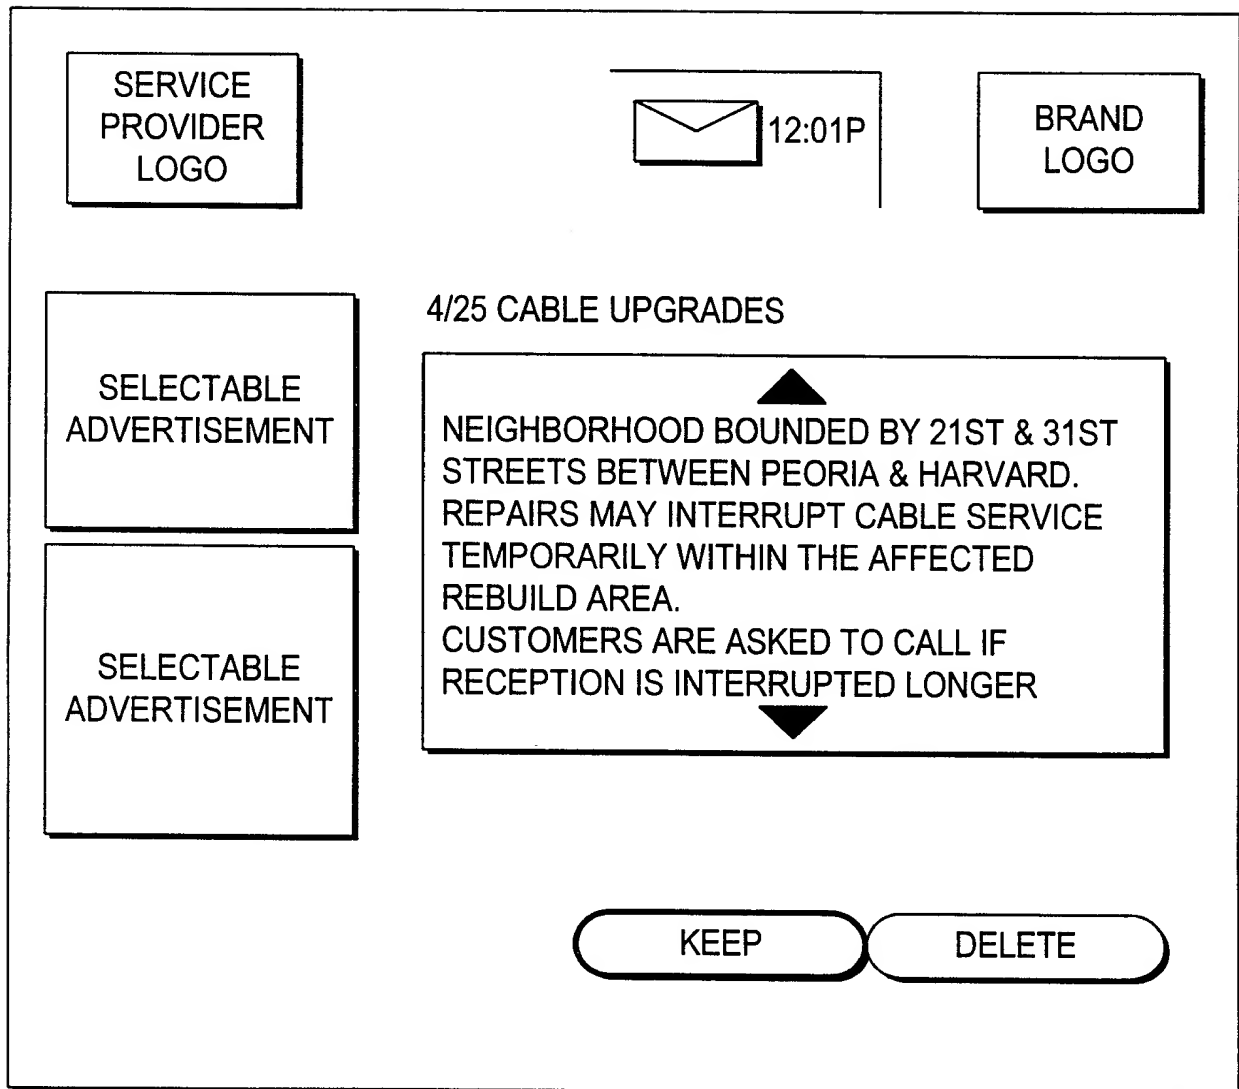 SERVICE
PROVIDER
LOGO
12:01P
BRAND
LOGO
SELECTABLE
ADVERTISEMENT
SELECTABLE
ADVERTISEMENT
4/25 CABLE UPGRADES
NEIGHBORHOOD BOUNDED BY 21ST & 31ST
STREETS BETWEEN PEORIA & HARVARD.
REPAIRS MAY INTERRUPT CABLE SERVICE
TEMPORARILY WITHIN THE AFFECTED
REBUILD AREA.
CUSTOMERS ARE ASKED TO CALL IF
RECEPTION IS INTERRUPTED LONGER
KEEP
DELETE